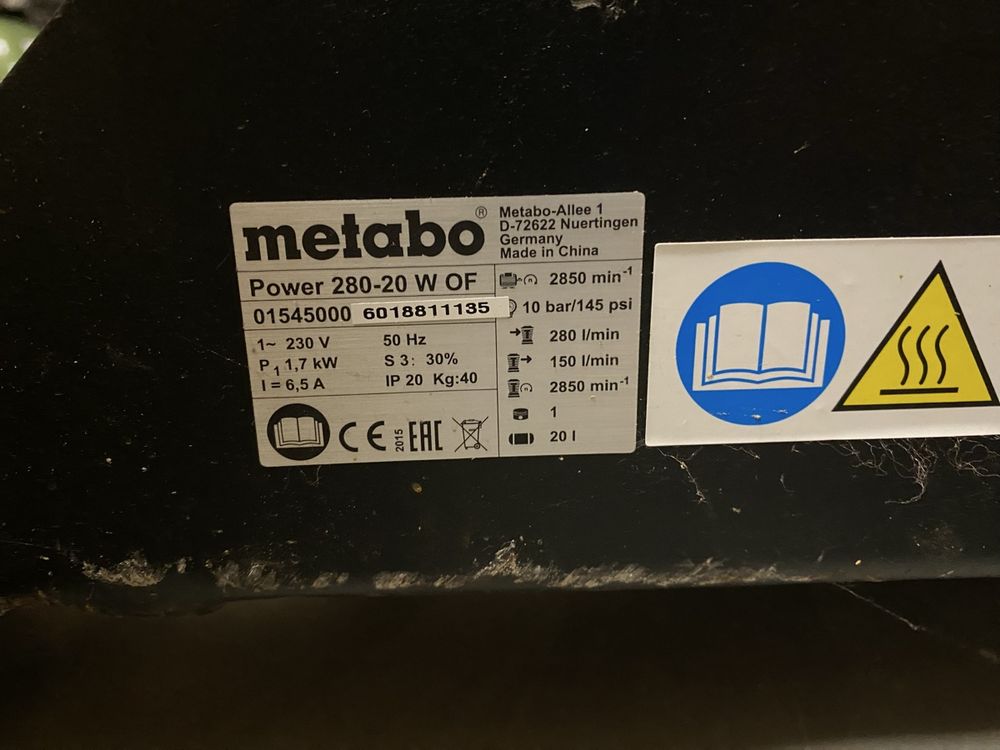 metabo®
Metabo-Allee 1
D-72622 Nuertingen
Germany
Made in China
Power 280-20 W OF
01545000 6018811135
1~ 230 V 50 Hz
P1 1,7 kW S 3: 30%
I = 6,5 A IP 20 Kg:40
CE 2015 EAC
2850 min-1
10 bar/145 psi
280 l/min
150 l/min
2850 min-1
1
20 l